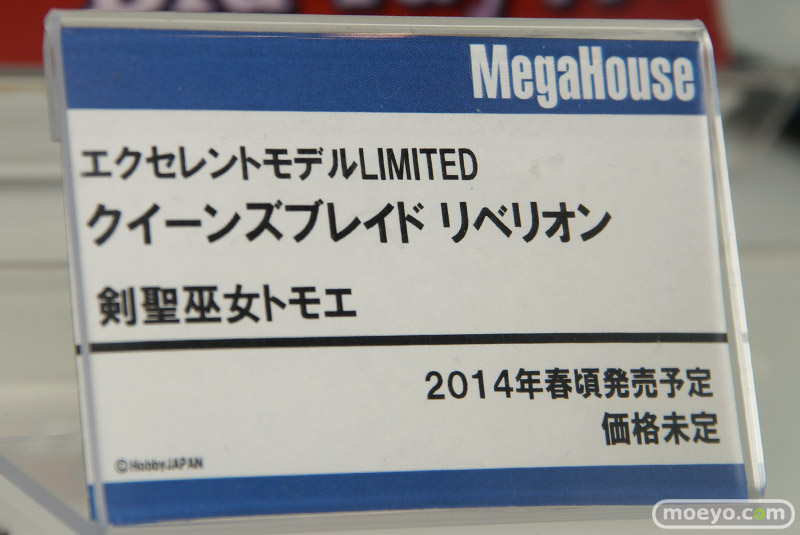 MegaHouse
エクセレントモデルLIMITED
クイーンズブレイド リベリオン
剣聖巫女トモエ
2014年春頃発売予定
価格未定
©HobbyJAPAN
moeyo.com